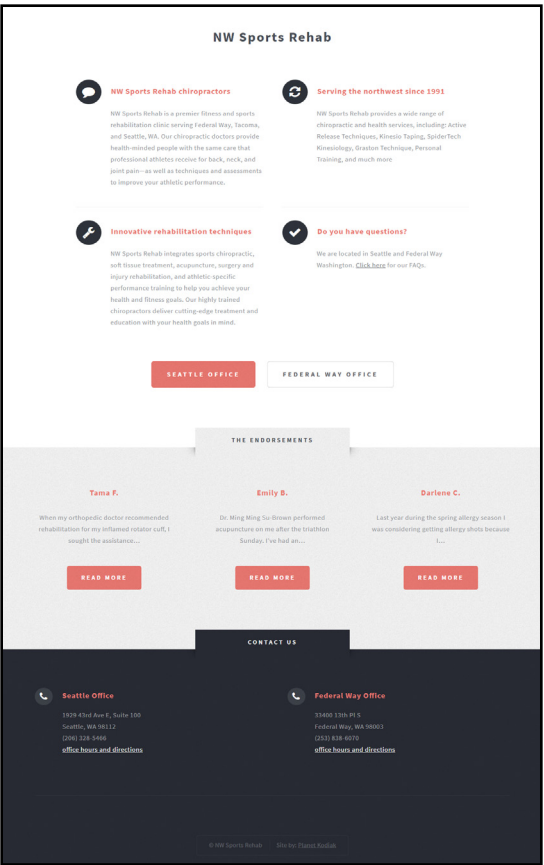 NW Sports Rehab
NW Sports Rehab chiropractors
NW Sports Rehab is a premier fitness and sports
rehabilitation clinic serving Federal Way, Tacoma,
and Seattle, WA. Our chiropractic doctors provide
health-minded people with the same care that
professional athletes receive for back, neck, and
joint pain--as well as techniques and assessments
to improve your athletic performance.
Serving the northwest since 1991
NW Sports Rehab provides a wide range of
chiropractic and health services, including: Active
Release Techniques, Kinesio Taping, SpiderTech
Kinesiology, Graston Technique, Personal
Training, and much more
Innovative rehabilitation techniques
NW Sports Rehab integrates sports chiropractic,
soft tissue treatment, acupuncture, surgery and
injury rehabilitation, and athletic-specific
performance training to help you achieve your
health and fitness goals. Our highly trained
chiropractors deliver cutting-edge treatment and
education with your health goals in mind.
Do you have questions?
We are located in Seattle and Federal Way
Washington. Click here for our FAQs.
SEATTLE OFFICE
FEDERAL WAY OFFICE
THE ENDORSEMENTS
Tama F.
When my orthopedic doctor recommended
rehabilitation for my inflamed rotator cuff, I
sought the assistance...
READ MORE
Emily B.
Dr. Ming Ming Su-Brown performed
acupuncture on me after the triathlon
Sunday. I've had an...
READ MORE
Darlene C.
Last year during the spring allergy season I
was considering getting allergy shots because
I...
READ MORE
CONTACT US
Seattle Office
1929 43rd Ave E, Suite 100
Seattle, WA 98112
(206) 328-5466
office hours and directions
Federal Way Office
33400 13th Pl S
Federal Way, WA 98003
(253) 838-6070
office hours and directions
© NW Sports Rehab
Site by: Planet Kodiak